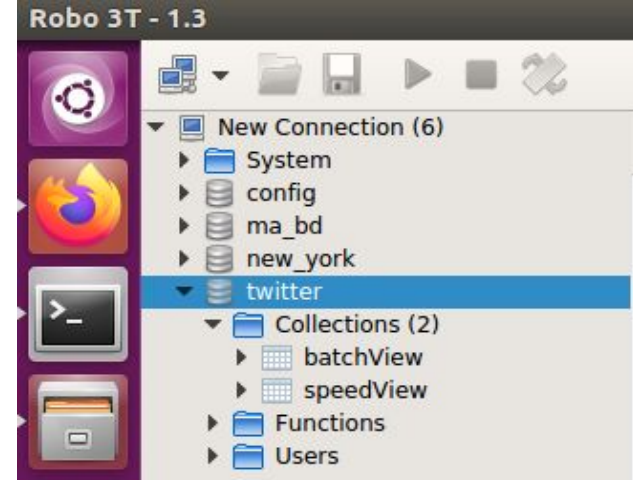 Robo 3T - 1.3
New Connection (6)
System
config
ma_bd
new_york
twitter
Collections (2)
batchView
speedView
Functions
Users
>_